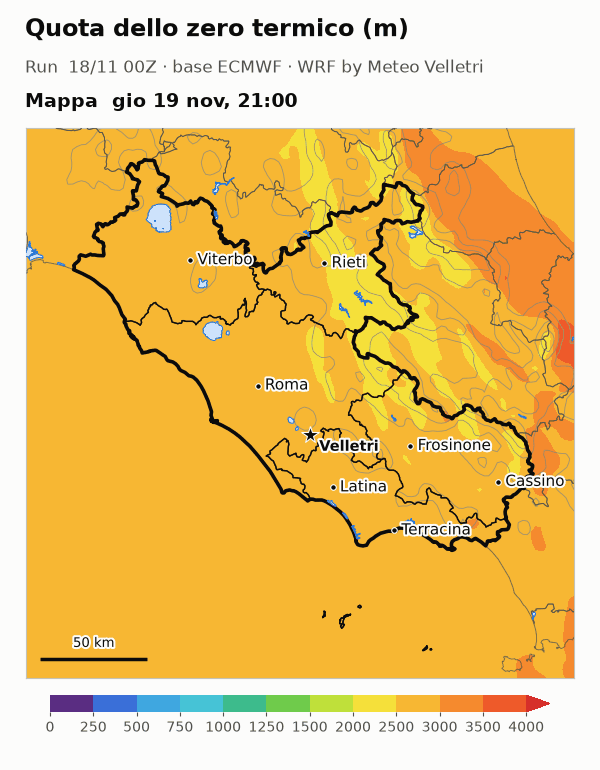 Quota dello zero termico (m)
Run  18/11 00Z · base ECMWF · WRF by Meteo Velletri
Mappa  gio 19 nov, 21:00
Viterbo
Rieti
Roma
Velletri
Frosinone
Cassino
Latina
Terracina
50 km
0 250 500 750 1000 1250 1500 2000 2500 3000 3500 4000